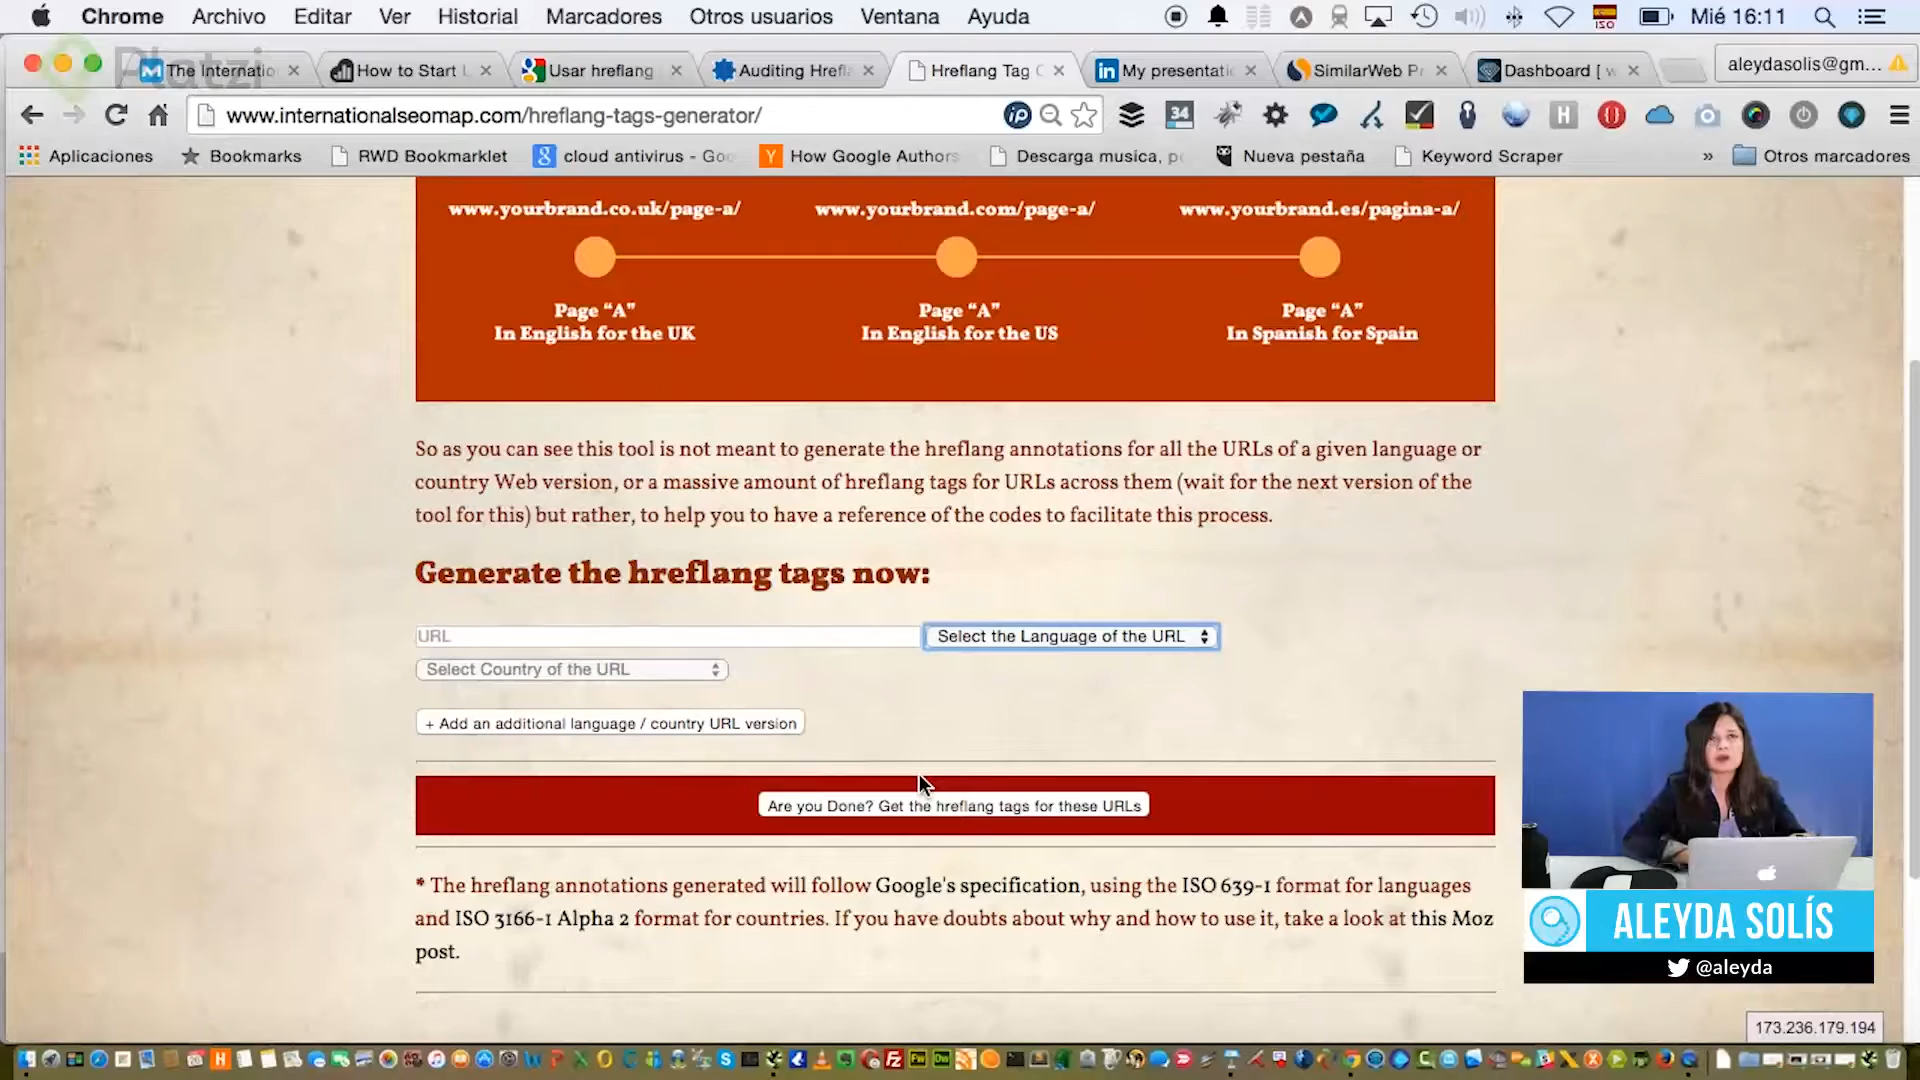 Chrome Archivo Editar Ver Historial Marcadores Otros usuarios Ventana Ayuda ISO Mié 16:11
Platzi
The Internatio How to Start Usar hreflang Auditing Hrefl Hreflang Tag My presentati SimilarWeb Pr Dashboard [ aleydasolis@gm...
www.internationalseomap.com/hreflang-tags-generator/ 34
Aplicaciones Bookmarks RWD Bookmarklet cloud antivirus - Goo How Google Authors Descarga musica, p Nueva pestaña Keyword Scraper » Otros marcadores
www.yourbrand.co.uk/page-a/ www.yourbrand.com/page-a/ www.yourbrand.es/pagina-a/
Page “A” Page “A” Page “A”
In English for the UK In English for the US In Spanish for Spain
So as you can see this tool is not meant to generate the hreflang annotations for all the URLs of a given language or
country Web version, or a massive amount of hreflang tags for URLs across them (wait for the next version of the
tool for this) but rather, to help you to have a reference of the codes to facilitate this process.
Generate the hreflang tags now:
URL Select the Language of the URL
Select Country of the URL
+ Add an additional language / country URL version
Are you Done? Get the hreflang tags for these URLs
* The hreflang annotations generated will follow Google's specification, using the ISO 639-1 format for languages
and ISO 3166-1 Alpha 2 format for countries. If you have doubts about why and how to use it, take a look at this Moz
post.
ALEYDA SOLÍS
@aleyda
173.236.179.194